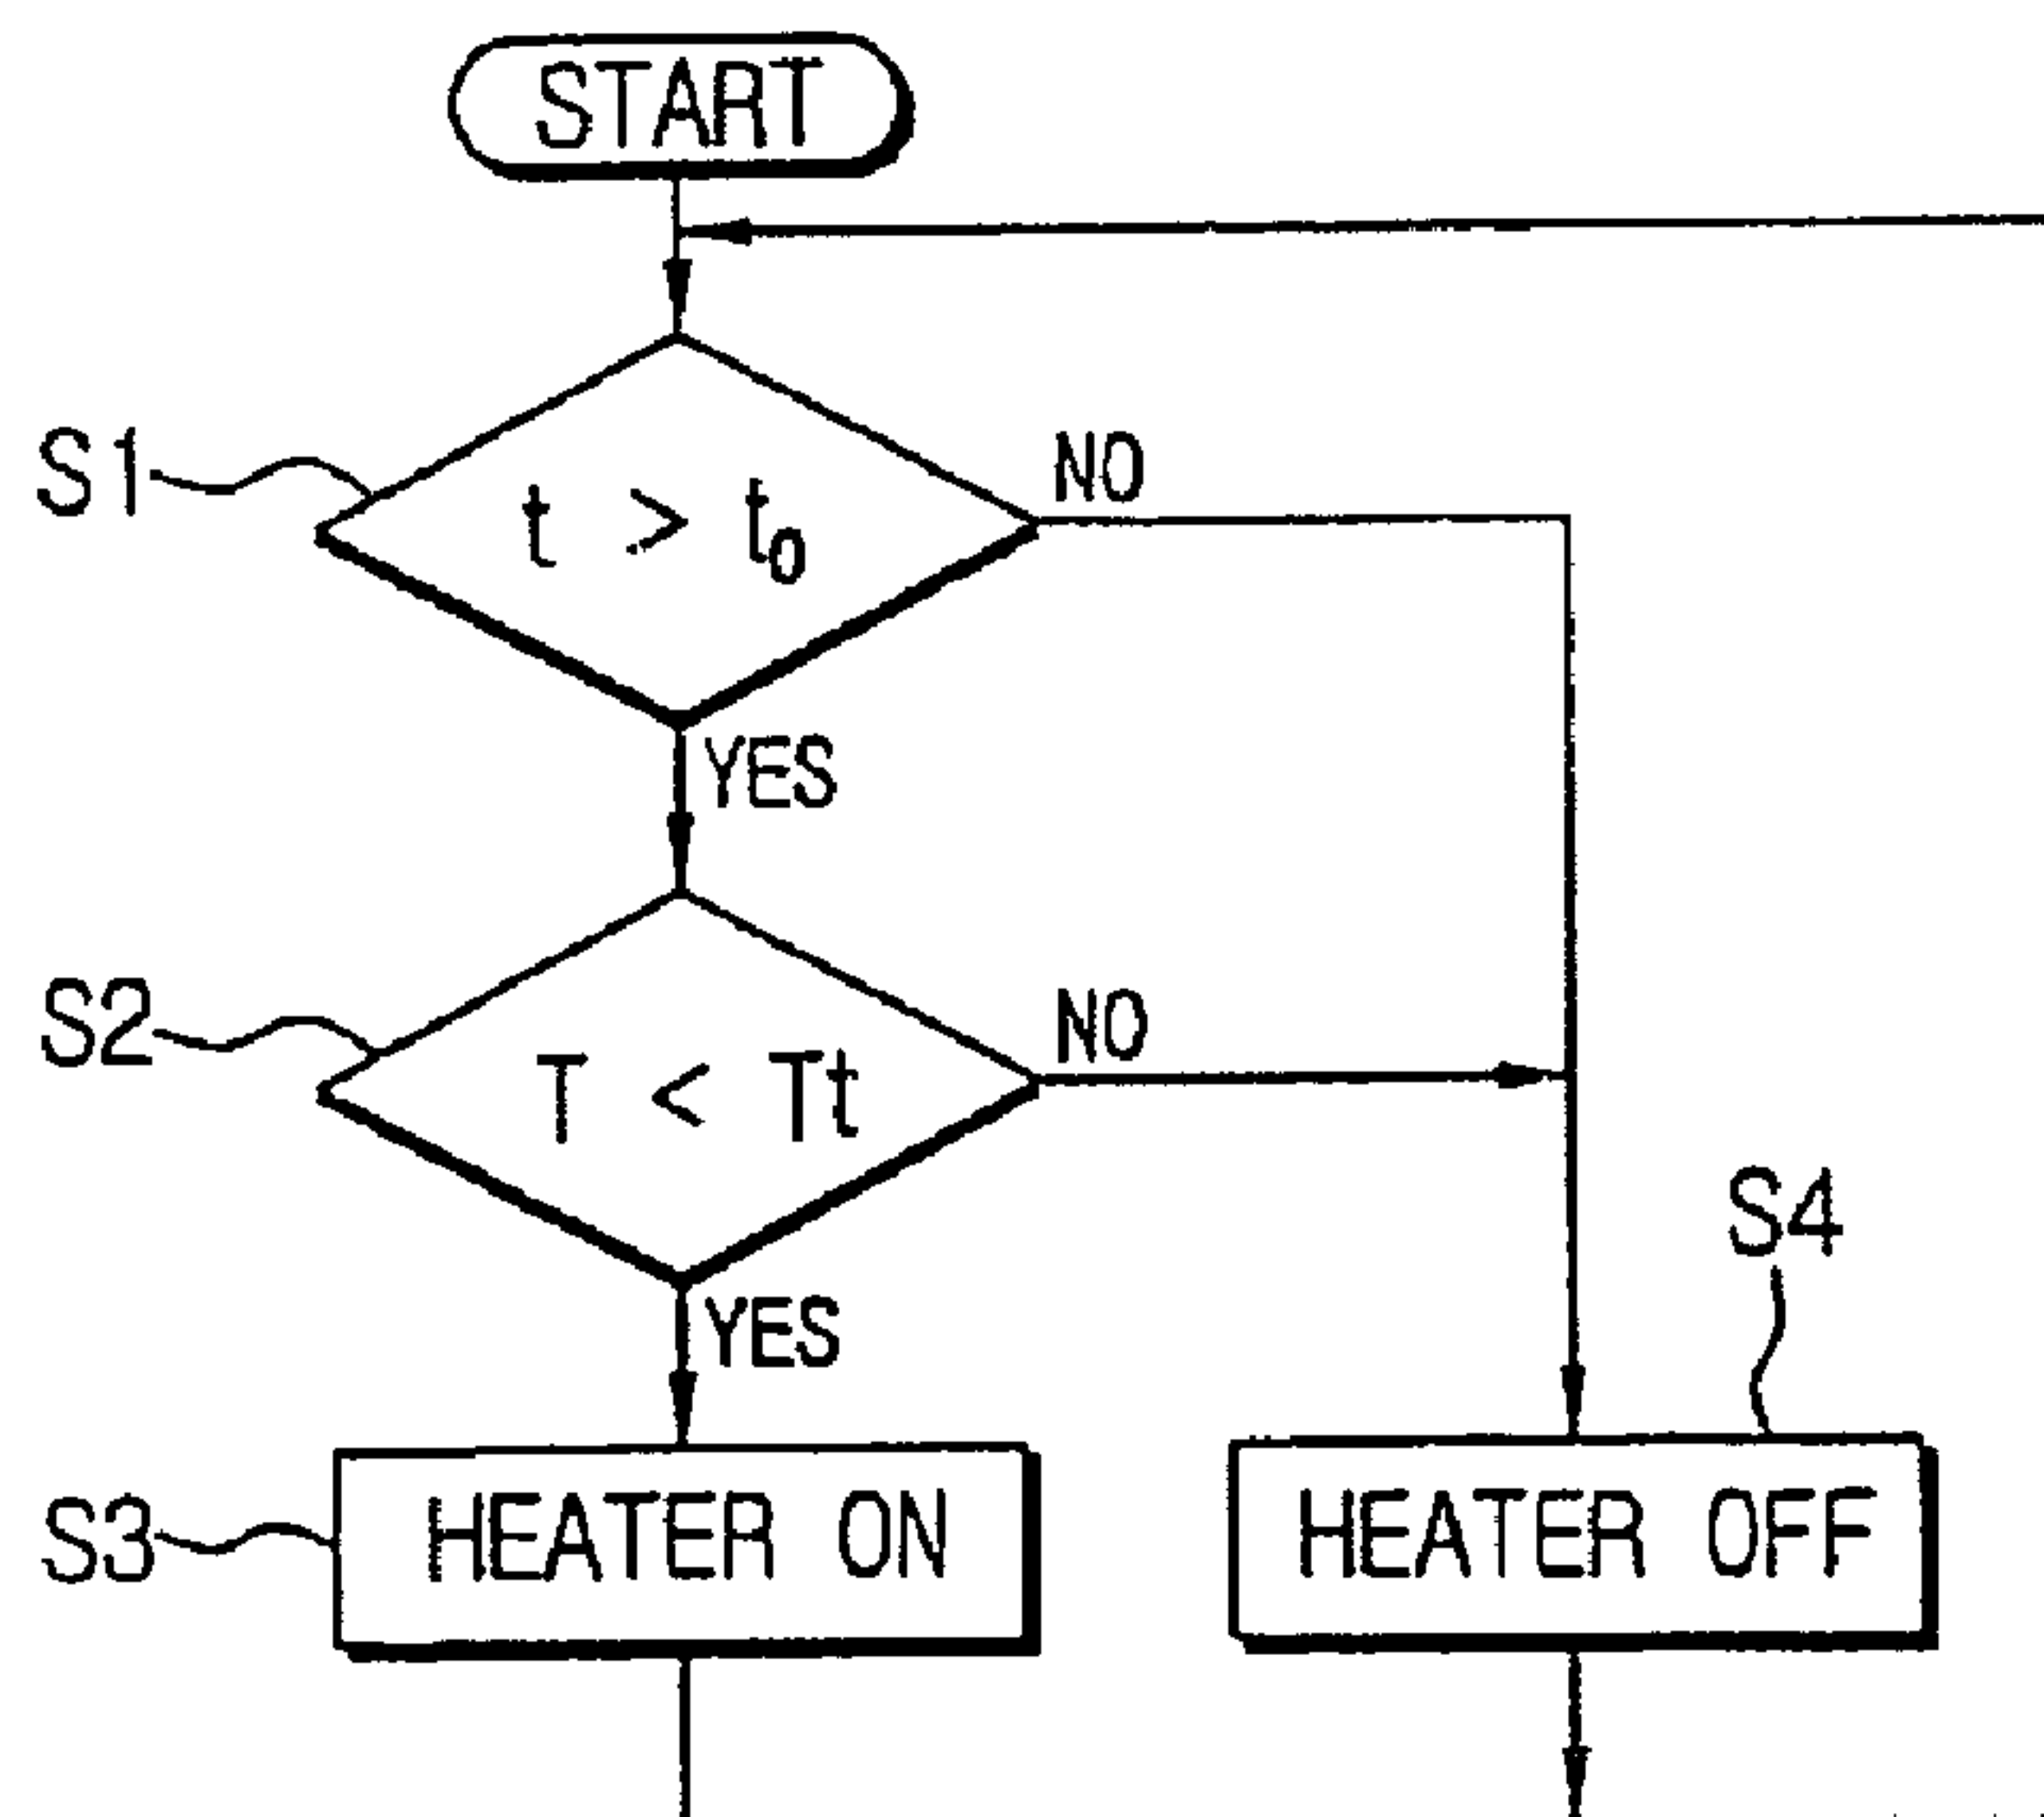 START
S1
t > t₀
NO
YES
S2
T < Tt
NO
YES
S4
S3
HEATER ON
HEATER OFF